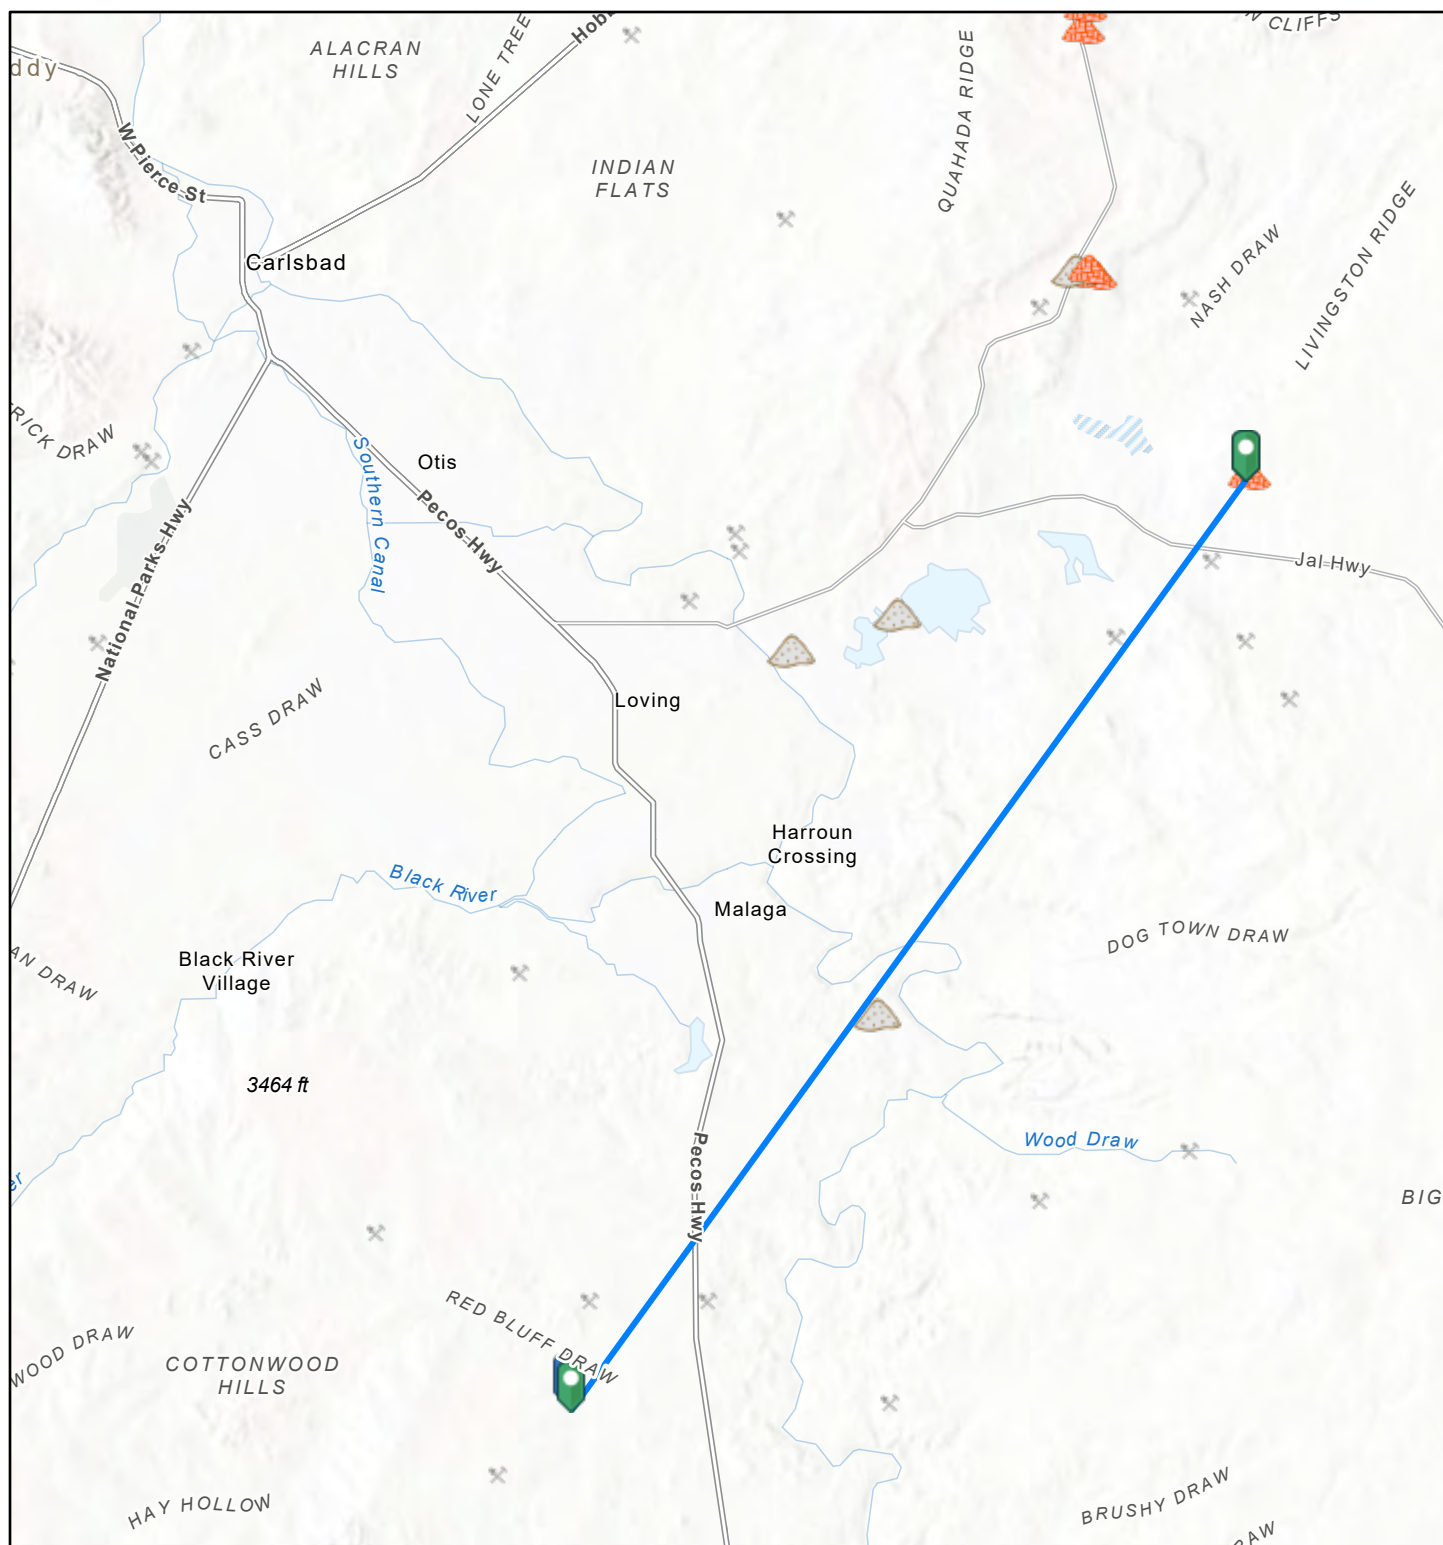 ALACRAN
HILLS
LONE TREE
Hobb
N CLIFFS
ddy
QUAHADA RIDGE
W Pierce St
INDIAN
FLATS
LIVINGSTON RIDGE
NASH DRAW
Carlsbad
RICK DRAW
Otis
Southern Canal
Pecos Hwy
National Parks Hwy
Jal Hwy
Loving
CASS DRAW
Harroun
Crossing
Black River
Malaga
DOG TOWN DRAW
Black River
Village
AN DRAW
3464 ft
Wood Draw
Pecos Hwy
er
BIG
RED BLUFF DRAW
WOOD DRAW
COTTONWOOD
HILLS
HAY HOLLOW
BRUSHY DRAW
RAW